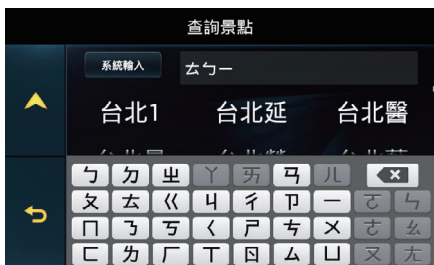 查詢景點
系統輸入 ㄊㄅㄧ
台北1 台北延 台北醫
ㄅ ㄉ ㄓ ㄚ ㄞ ㄢ ㄦ
ㄆ ㄊ ㄍ ㄐ ㄔ ㄗ ㄧ ㄛ ㄣ
ㄇ ㄋ ㄎ ㄑ ㄕ ㄘ ㄨ ㄜ ㄠ
ㄈ ㄌ ㄏ ㄒ ㄖ ㄙ ㄩ ㄡ ㄤ